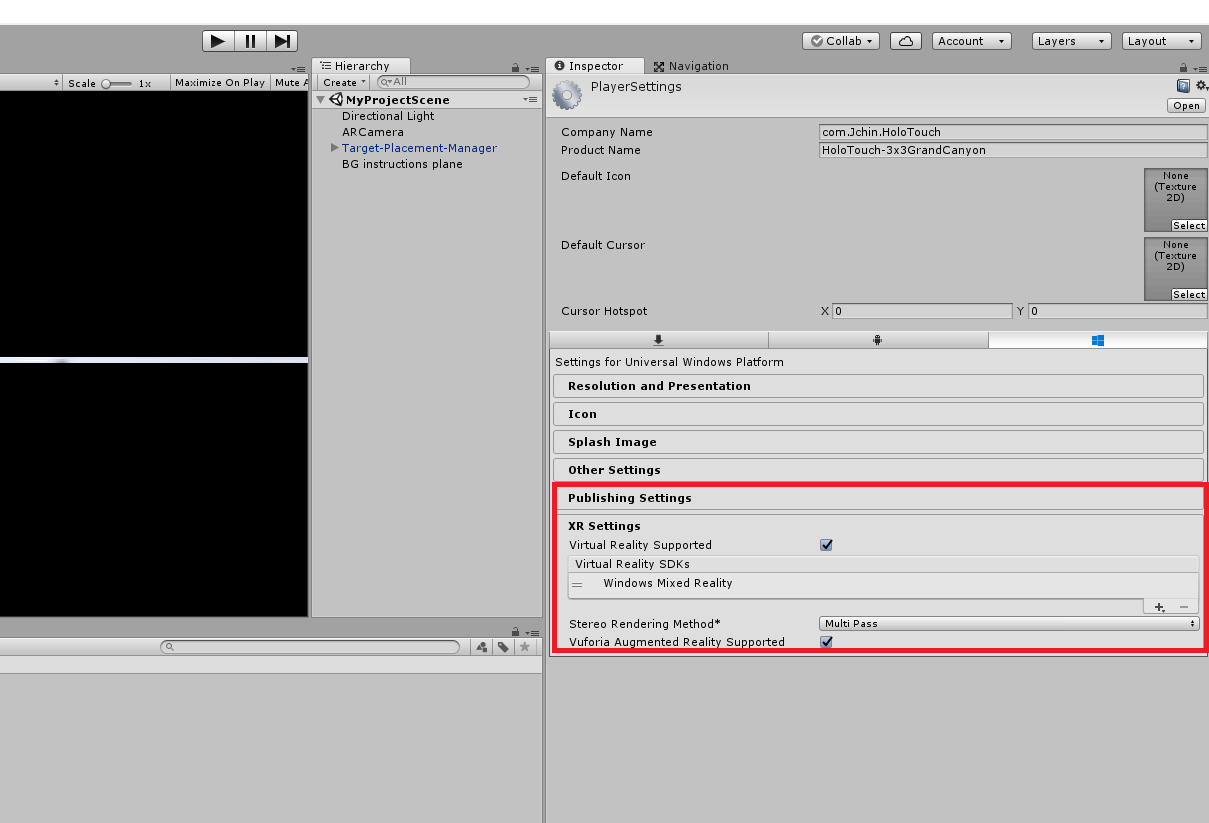 Collab
Account
Layers
Layout
Hierarchy
Inspector
Navigation
Scale 1x Maximize On Play Mute A
Create All
PlayerSettings
Open
MyProjectScene
Directional Light
ARCamera
Target-Placement-Manager
BG instructions plane
Company Name com.Jchin.HoloTouch
Product Name HoloTouch-3x3GrandCanyon
Default Icon
None
(Texture
2D)
Select
Default Cursor
None
(Texture
2D)
Select
Cursor Hotspot X 0 Y 0
Settings for Universal Windows Platform
Resolution and Presentation
Icon
Splash Image
Other Settings
Publishing Settings
XR Settings
Virtual Reality Supported
Virtual Reality SDKs
= Windows Mixed Reality
+ −
Stereo Rendering Method* Multi Pass
Vuforia Augmented Reality Supported